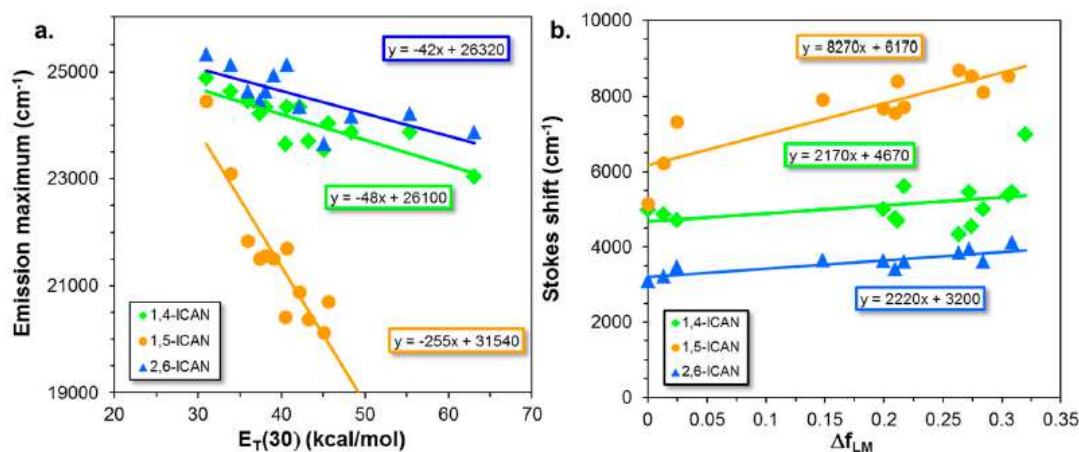 a.
Emission maximum (cm⁻¹)
25000
23000
21000
19000
y = -42x + 26320
y = -48x + 26100
y = -255x + 31540
1,4-ICAN
1,5-ICAN
2,6-ICAN
20 30 40 50 60 70
E_T(30) (kcal/mol)
b.
Stokes shift (cm⁻¹)
10000
8000
6000
4000
2000
0
y = 8270x + 6170
y = 2170x + 4670
y = 2220x + 3200
1,4-ICAN
1,5-ICAN
2,6-ICAN
0 0.05 0.1 0.15 0.2 0.25 0.3 0.35
Δf_LM